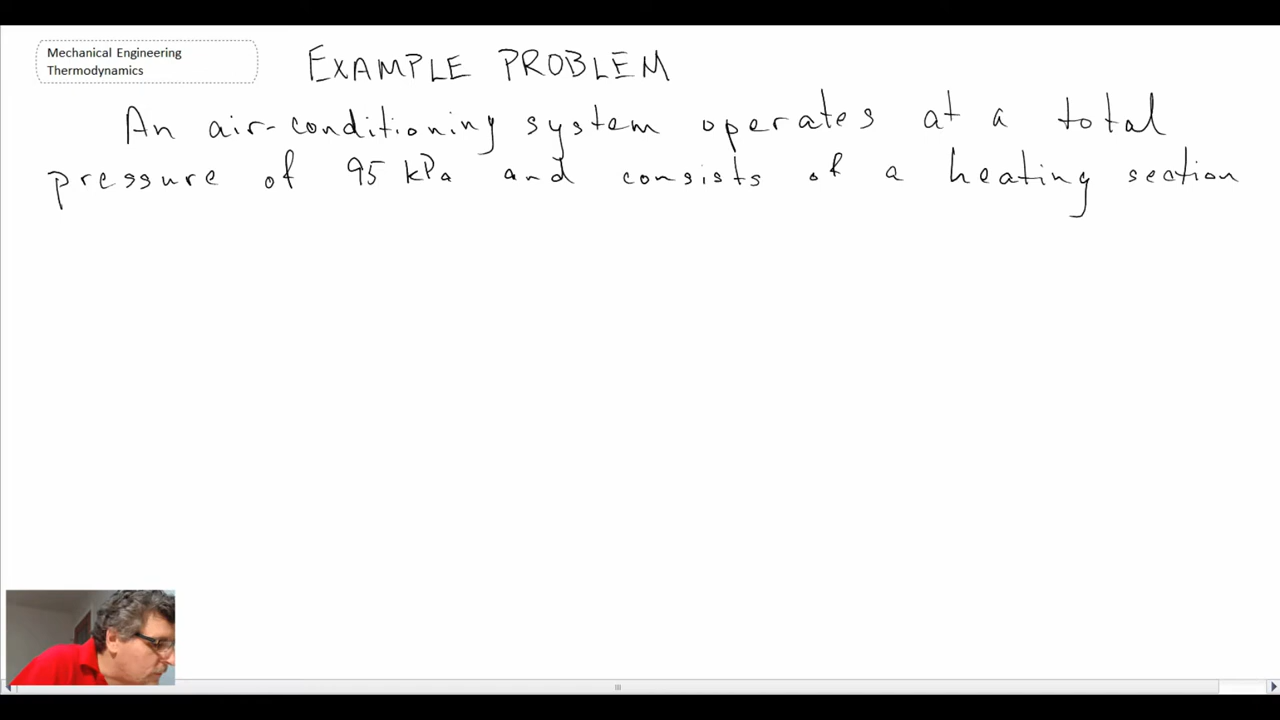 Mechanical Engineering
Thermodynamics
EXAMPLE PROBLEM
An air-conditioning system operates at a total
pressure of 95 kPa and consists of a heating section